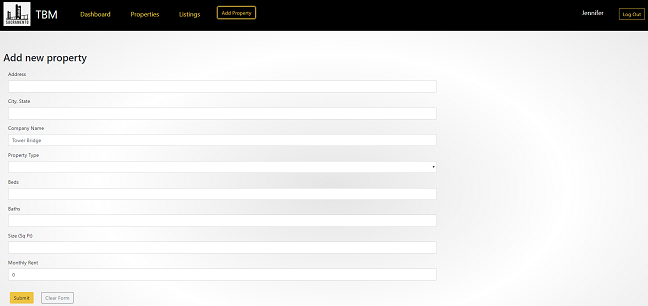 SACRAMENTO
TBM Dashboard Properties Listings Add Property Jennifer Log Out
Add new property
Address
City, State
Company Name
Tower Bridge
Property Type
Beds
Baths
Size (Sq Ft)
Monthly Rent
0
Submit Clear Form